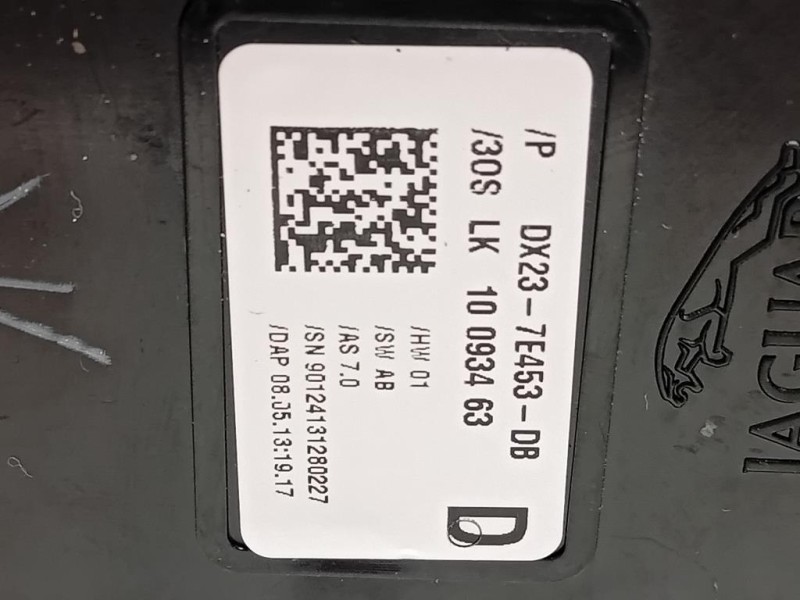 JAGUAR
/P DX23-7E453-DB
/30S LK 10 0934 63
D
/HW 01
/SW AB
/AS 7.0
/SN 90124131280227
/DAP 08.05.13:19.17